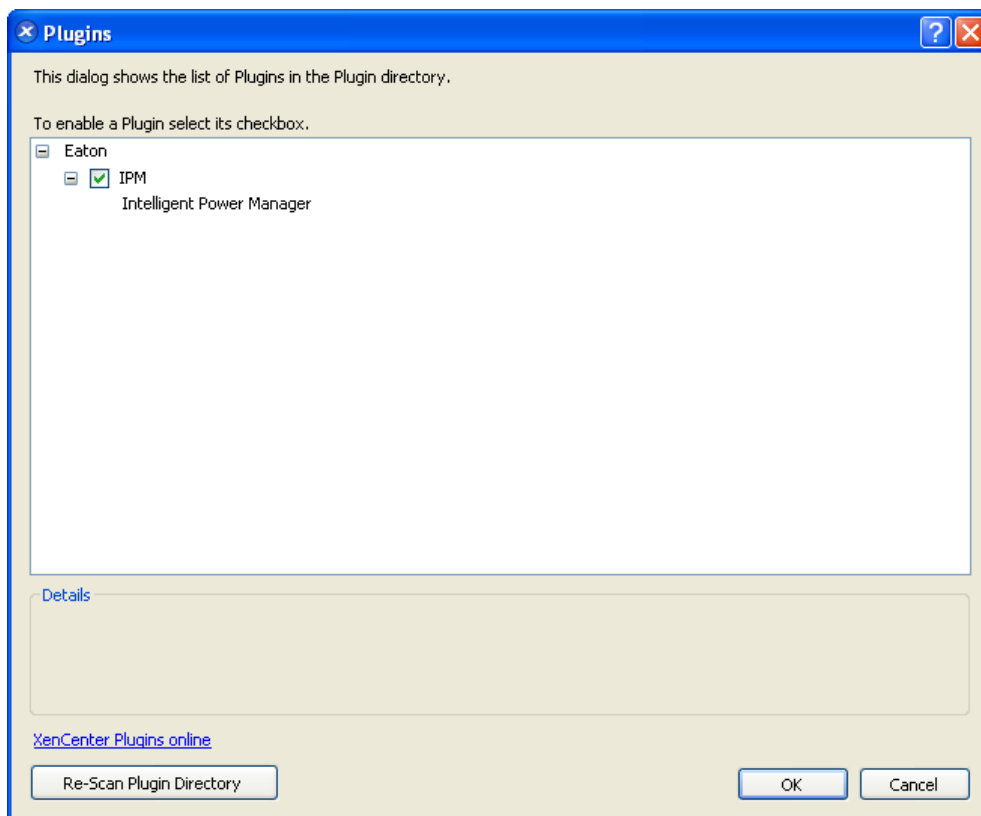 Plugins
This dialog shows the list of Plugins in the Plugin directory.
To enable a Plugin select its checkbox.
Eaton
IPM
Intelligent Power Manager
Details
XenCenter Plugins online
Re-Scan Plugin Directory
OK
Cancel